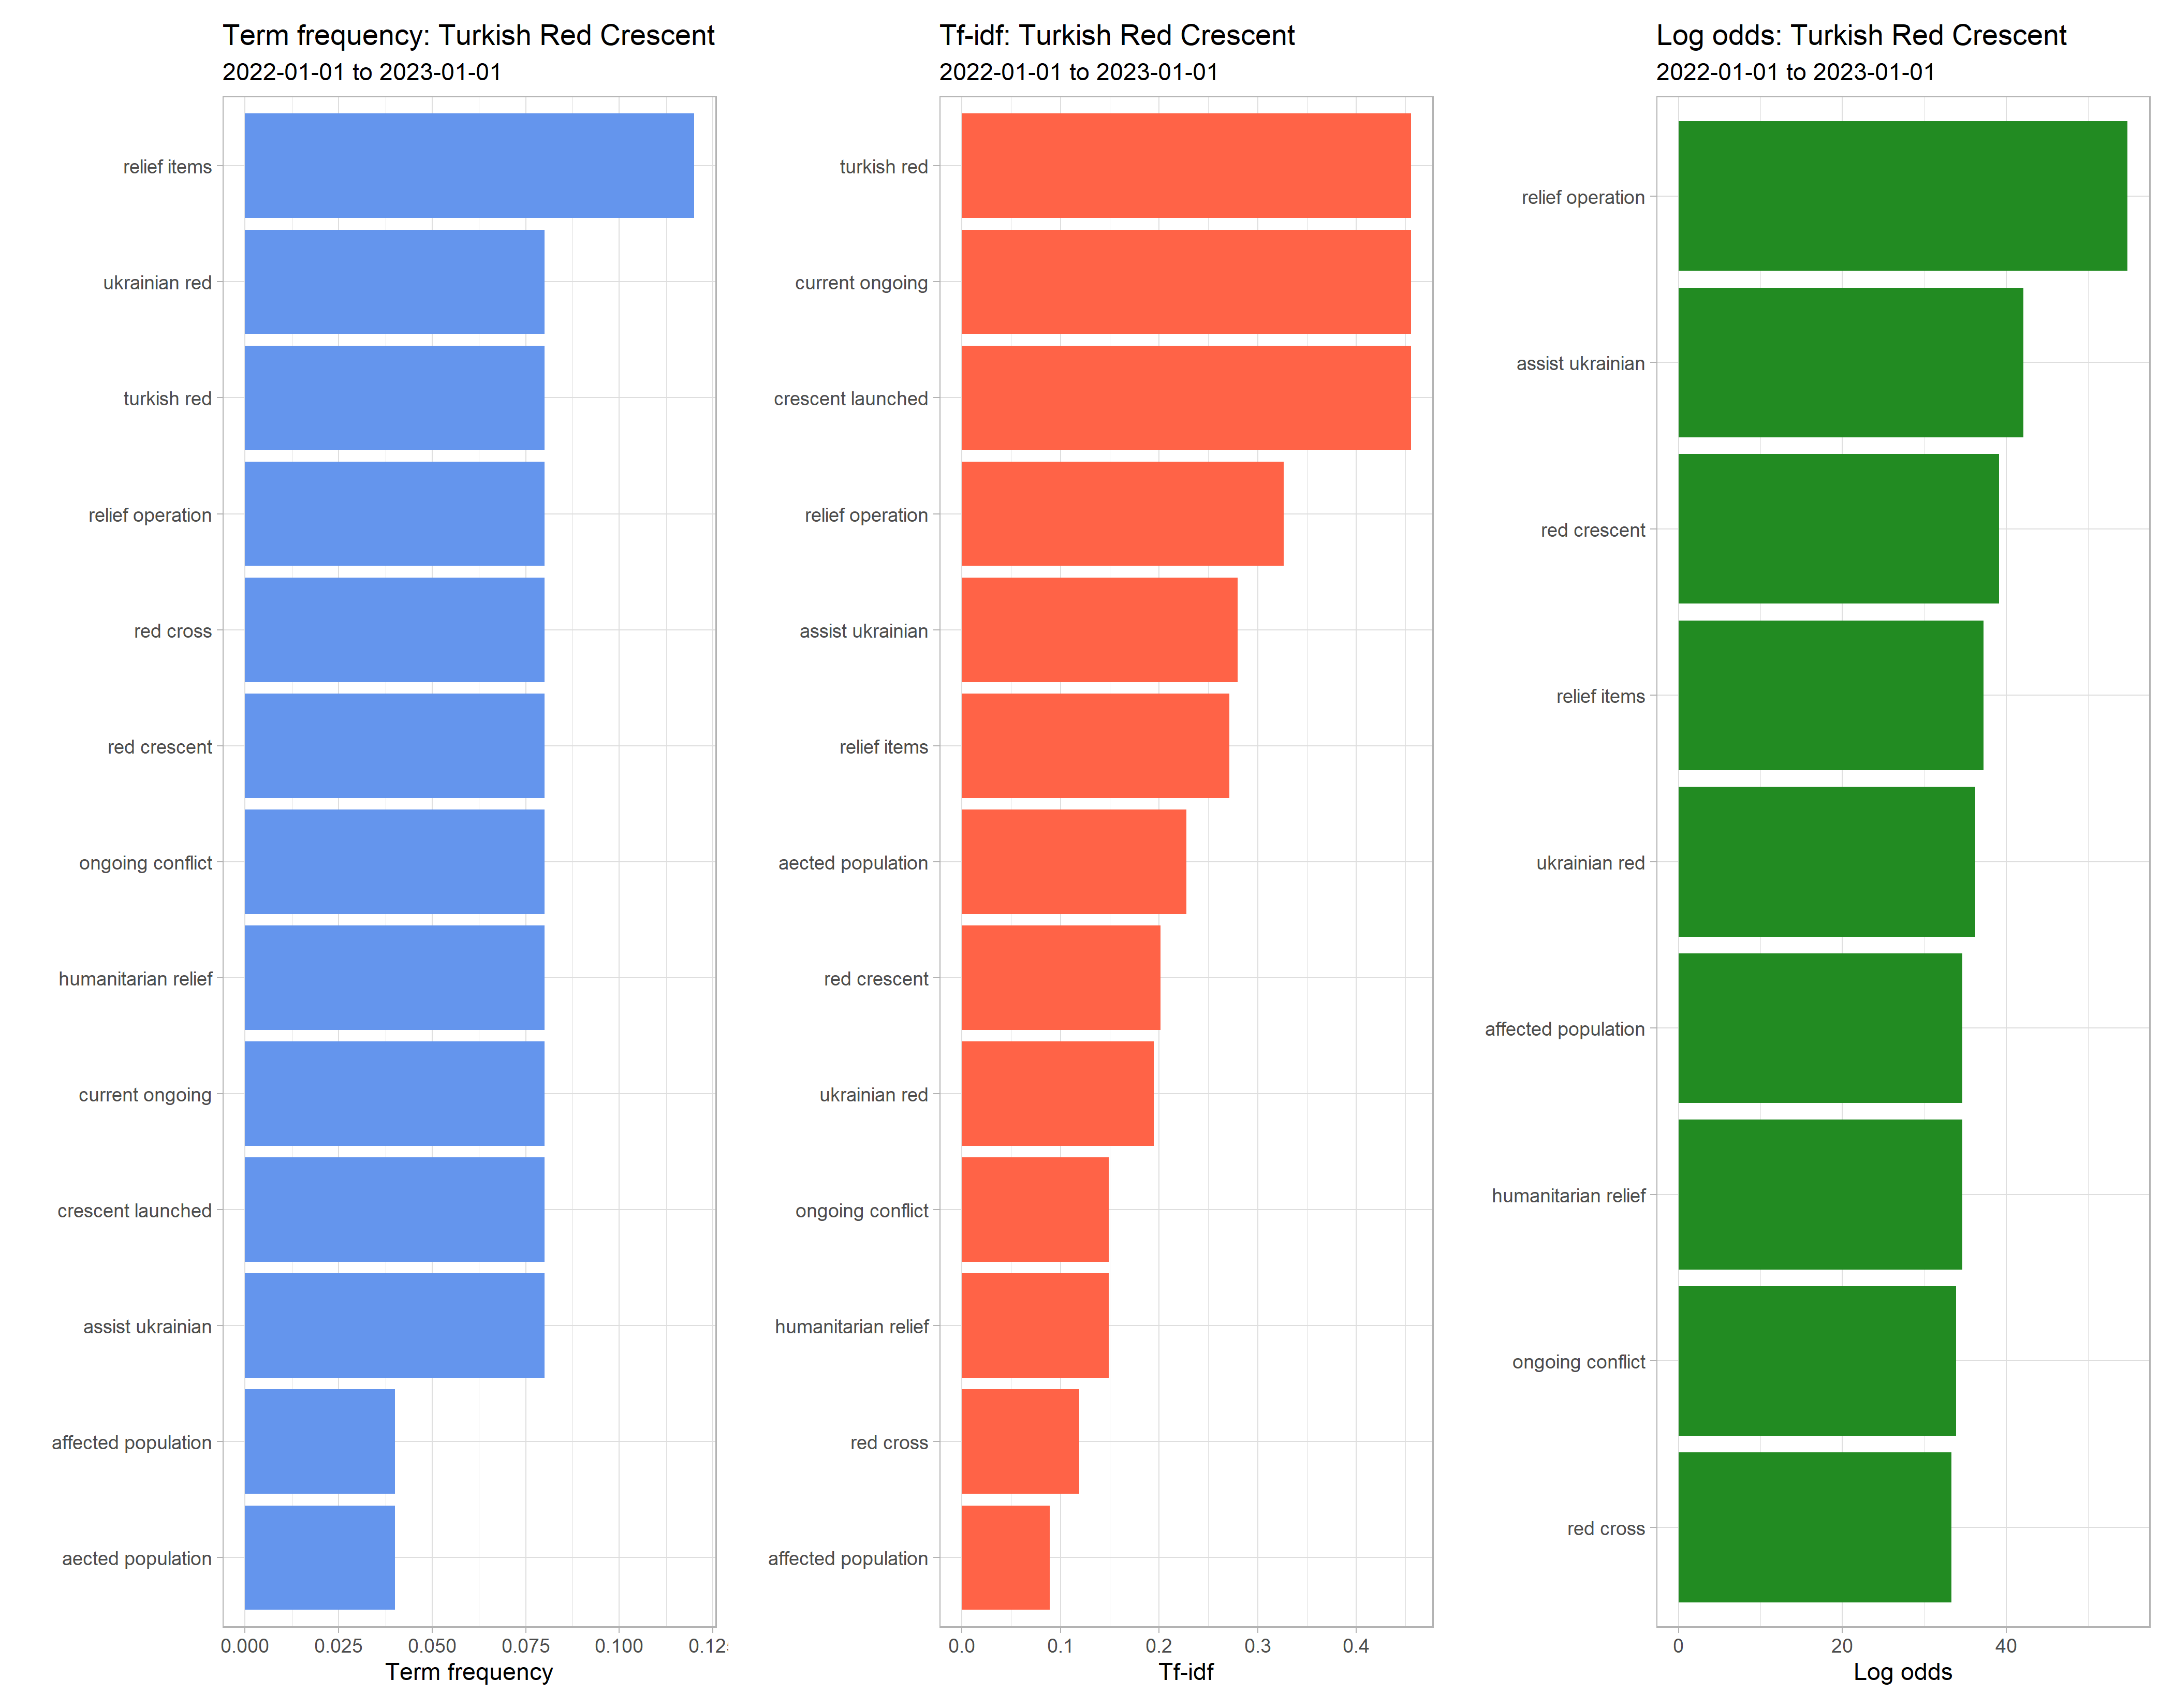 Term frequency: Turkish Red Crescent
2022-01-01 to 2023-01-01
relief items
ukrainian red
turkish red
relief operation
red cross
red crescent
ongoing conflict
humanitarian relief
current ongoing
crescent launched
assist ukrainian
affected population
aected population
0.000 0.025 0.050 0.075 0.100
Term frequency
Tf-idf: Turkish Red Crescent
2022-01-01 to 2023-01-01
turkish red
current ongoing
crescent launched
relief operation
assist ukrainian
relief items
aected population
red crescent
ukrainian red
ongoing conflict
humanitarian relief
red cross
affected population
0.0 0.1 0.2 0.3 0.4
Tf-idf
Log odds: Turkish Red Crescent
2022-01-01 to 2023-01-01
relief operation
assist ukrainian
red crescent
relief items
ukrainian red
affected population
humanitarian relief
ongoing conflict
red cross
0 20 40
Log odds